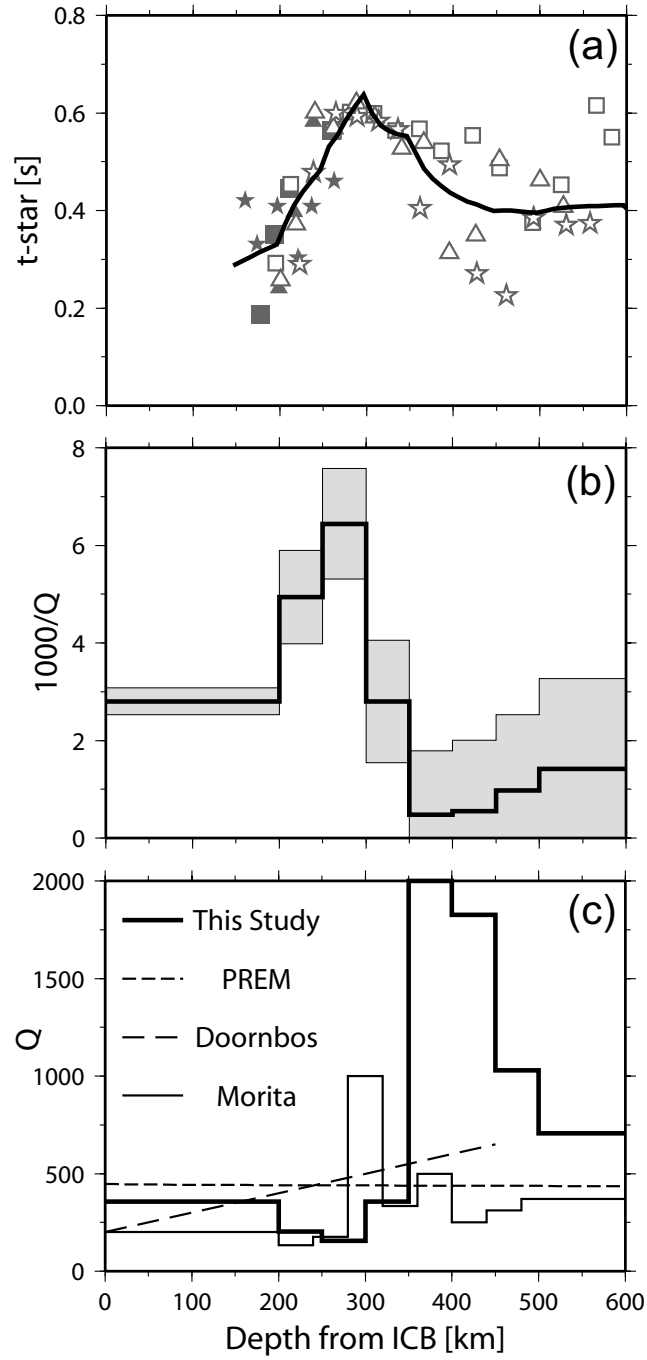 (a)
t-star [s]
0.8
0.6
0.4
0.2
0.0
(b)
1000/Q
8
6
4
2
0
(c)
Q
2000
1500
1000
500
0
This Study
PREM
Doornbos
Morita
0 100 200 300 400 500 600
Depth from ICB [km]